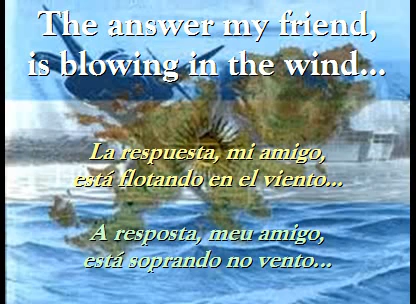 The answer my friend,
is blowing in the wind...
La respuesta, mi amigo,
está flotando en el viento...
A resposta, meu amigo,
está soprando no vento...